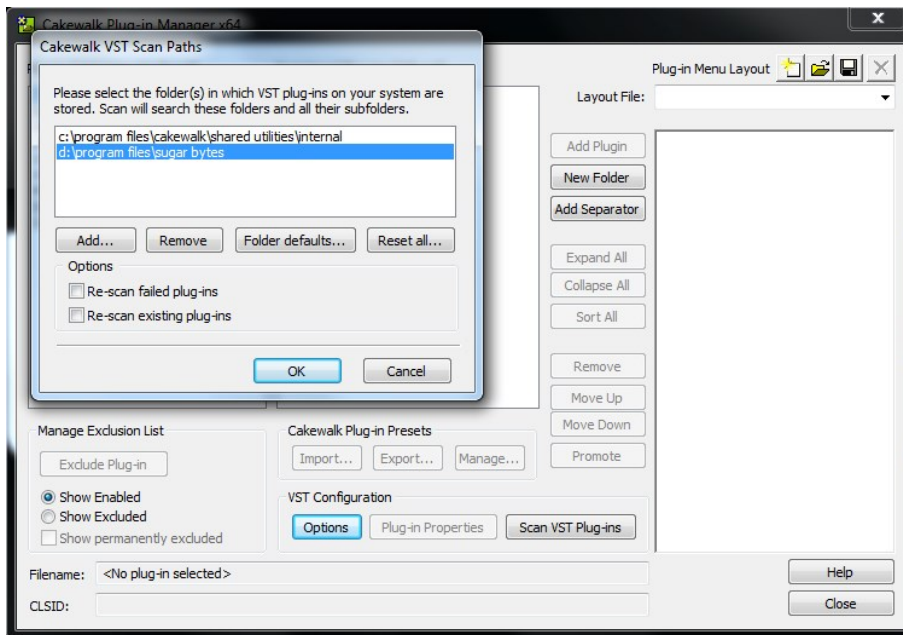 Cakewalk Plug-in Manager x64
Cakewalk VST Scan Paths
Please select the folder(s) in which VST plug-ins on your system are
stored. Scan will search these folders and all their subfolders.
c:\program files\cakewalk\shared utilities\internal
d:\program files\sugar bytes
Add...
Remove
Folder defaults...
Reset all...
Options
Re-scan failed plug-ins
Re-scan existing plug-ins
OK
Cancel
Plug-in Menu Layout
Layout File:
Add Plugin
New Folder
Add Separator
Expand All
Collapse All
Sort All
Remove
Move Up
Move Down
Promote
Manage Exclusion List
Exclude Plug-in
Show Enabled
Show Excluded
Show permanently excluded
Cakewalk Plug-in Presets
Import...
Export...
Manage...
VST Configuration
Options
Plug-in Properties
Scan VST Plug-ins
Filename:
<No plug-in selected>
CLSID:
Help
Close